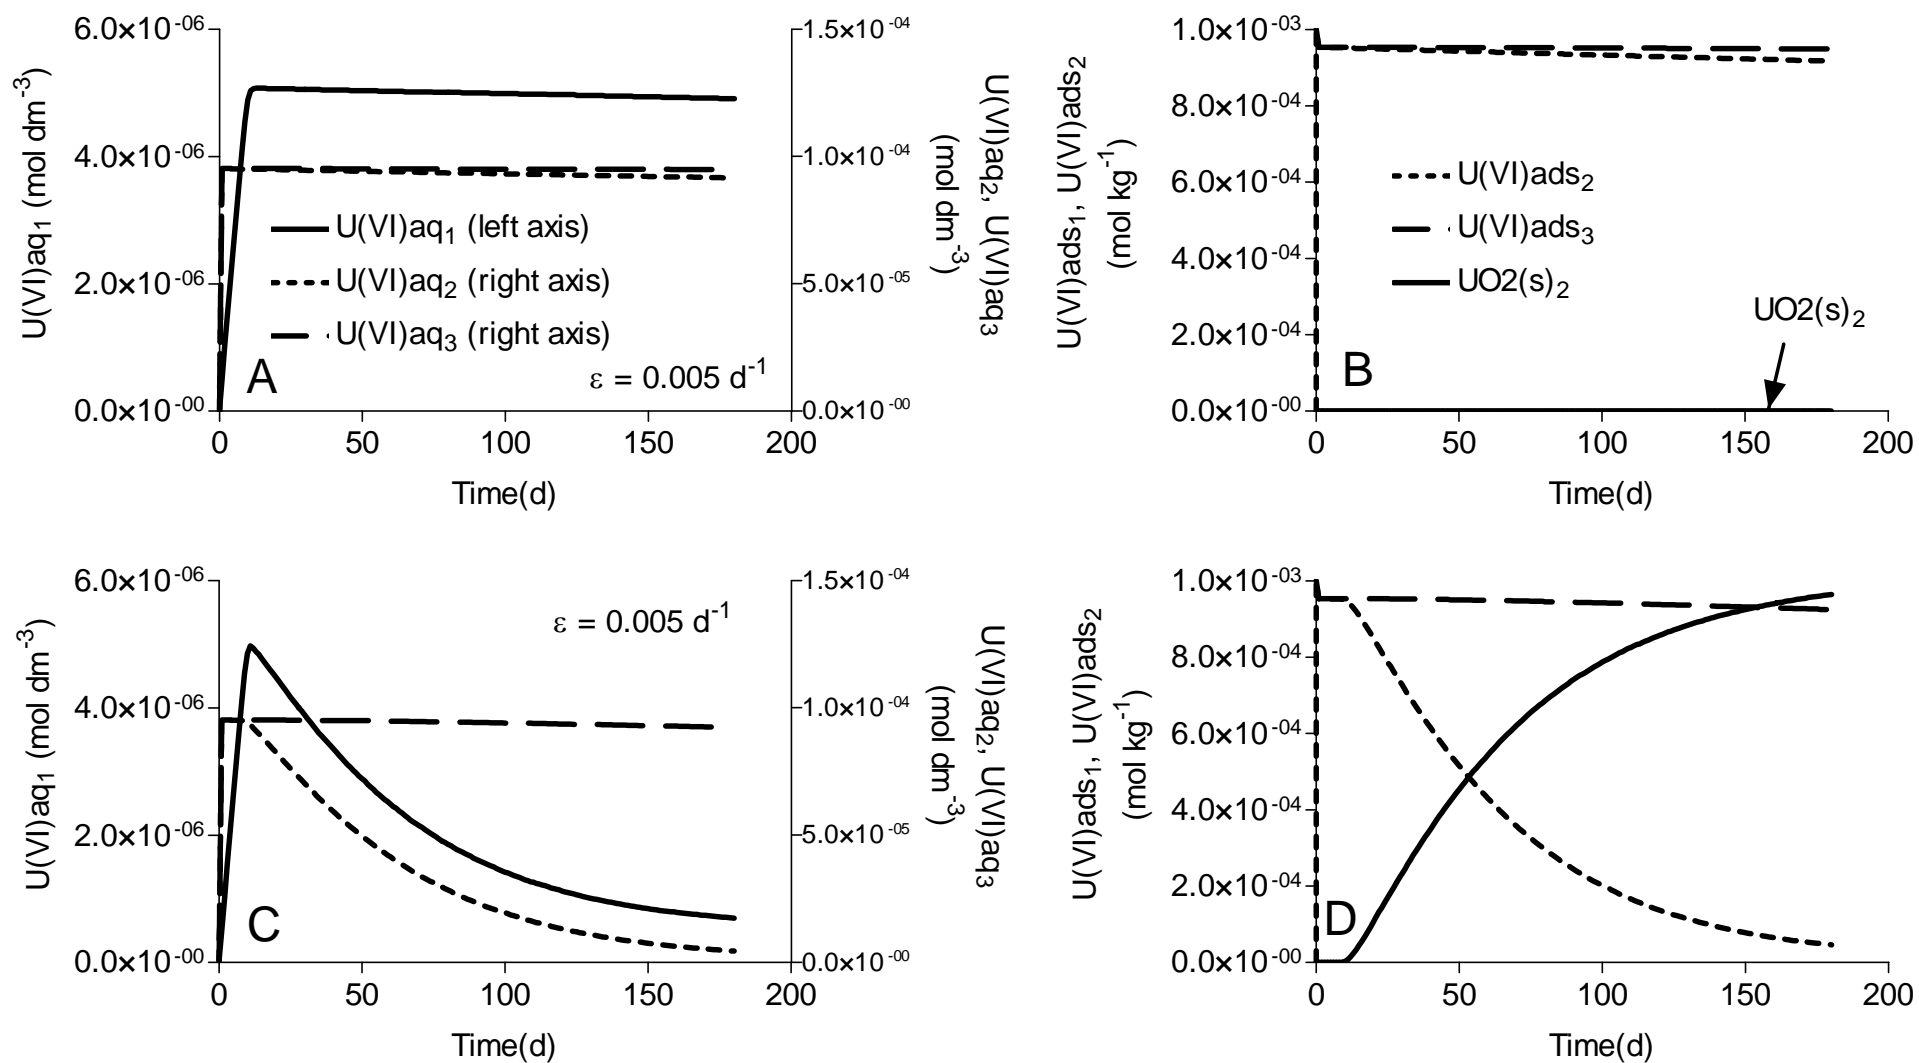 6.0×10⁻⁰⁶
4.0×10⁻⁰⁶
2.0×10⁻⁰⁶
0.0×10⁻⁰⁰
U(VI)aq₁ (mol dm⁻³)
1.5×10⁻⁰⁴
1.0×10⁻⁰⁴
5.0×10⁻⁰⁵
0.0×10⁻⁰⁰
U(VI)aq₂, U(VI)aq₃
(mol dm⁻³)
U(VI)aq₁ (left axis)
U(VI)aq₂ (right axis)
U(VI)aq₃ (right axis)
A
ε = 0.005 d⁻¹
0 50 100 150 200
Time(d)
U(VI)ads₁, U(VI)ads₂
(mol kg⁻¹)
1.0×10⁻⁰³
8.0×10⁻⁰⁴
6.0×10⁻⁰⁴
4.0×10⁻⁰⁴
2.0×10⁻⁰⁴
0.0×10⁻⁰⁰
U(VI)ads₂
U(VI)ads₃
UO2(s)₂
UO2(s)₂
B
0 50 100 150 200
Time(d)
6.0×10⁻⁰⁶
4.0×10⁻⁰⁶
2.0×10⁻⁰⁶
0.0×10⁻⁰⁰
U(VI)aq₁ (mol dm⁻³)
1.5×10⁻⁰⁴
1.0×10⁻⁰⁴
5.0×10⁻⁰⁵
0.0×10⁻⁰⁰
U(VI)aq₂, U(VI)aq₃
(mol dm⁻³)
ε = 0.005 d⁻¹
C
0 50 100 150 200
Time(d)
U(VI)ads₁, U(VI)ads₂
(mol kg⁻¹)
1.0×10⁻⁰³
8.0×10⁻⁰⁴
6.0×10⁻⁰⁴
4.0×10⁻⁰⁴
2.0×10⁻⁰⁴
0.0×10⁻⁰⁰
D
0 50 100 150 200
Time(d)